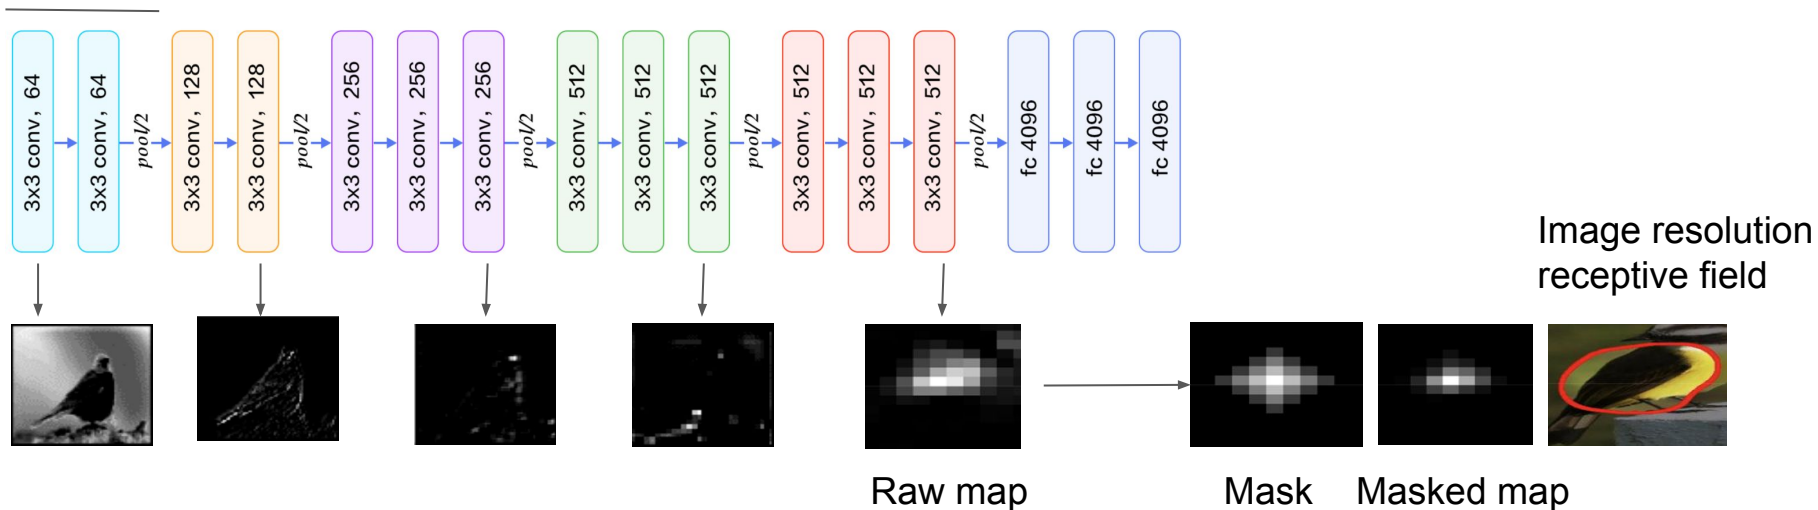 3x3 conv, 64
3x3 conv, 64
pool/2
3x3 conv, 128
3x3 conv, 128
pool/2
3x3 conv, 256
3x3 conv, 256
3x3 conv, 256
pool/2
3x3 conv, 512
3x3 conv, 512
3x3 conv, 512
pool/2
3x3 conv, 512
3x3 conv, 512
3x3 conv, 512
pool/2
fc 4096
fc 4096
fc 4096
Image resolution
receptive field
Raw map
Mask
Masked map